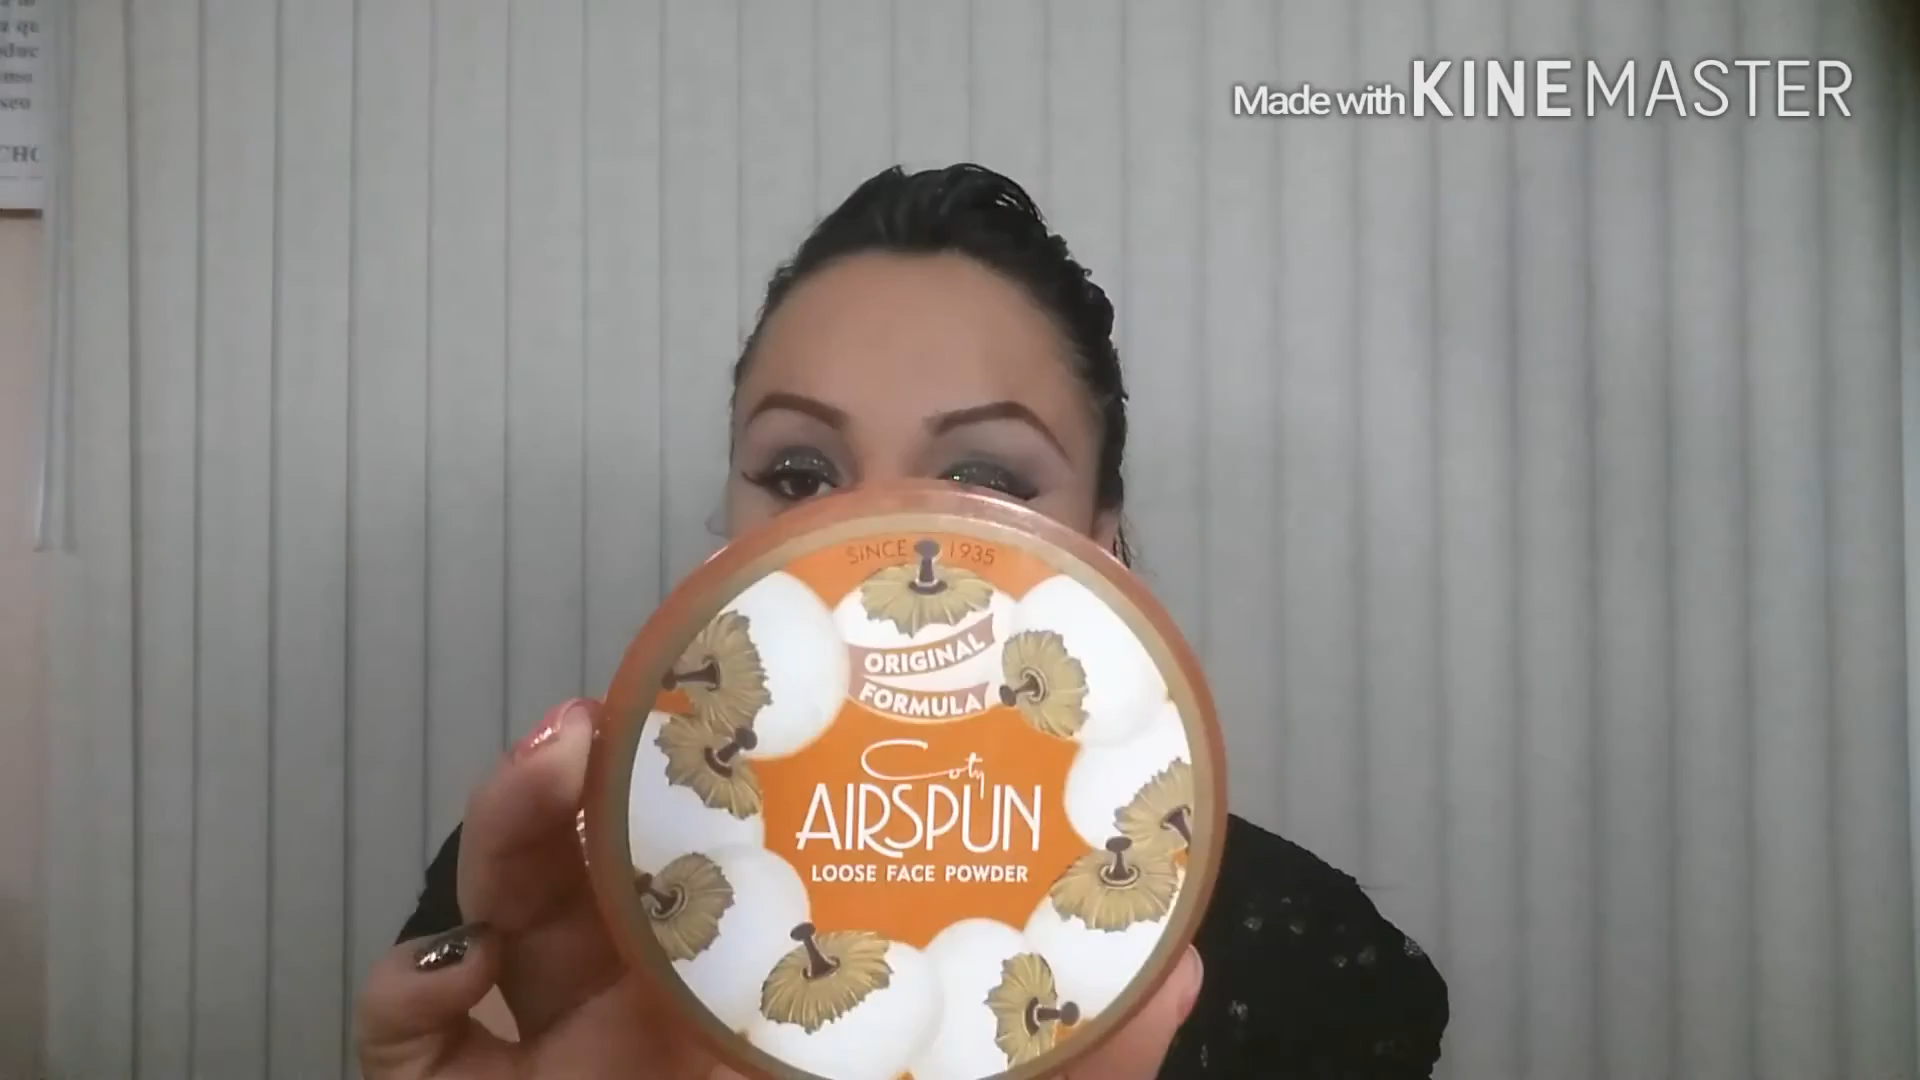 Made with KINEMASTER
SINCE 1935
ORIGINAL
FORMULA
Coty
AIRSPUN
LOOSE FACE POWDER